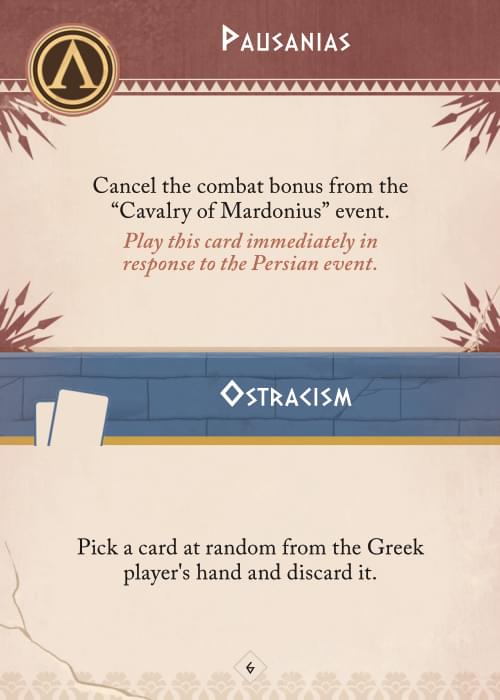 Pausanias
Λ
Cancel the combat bonus from the
“Cavalry of Mardonius” event.
Play this card immediately in
response to the Persian event.
Ostracism
Pick a card at random from the Greek
player's hand and discard it.
6